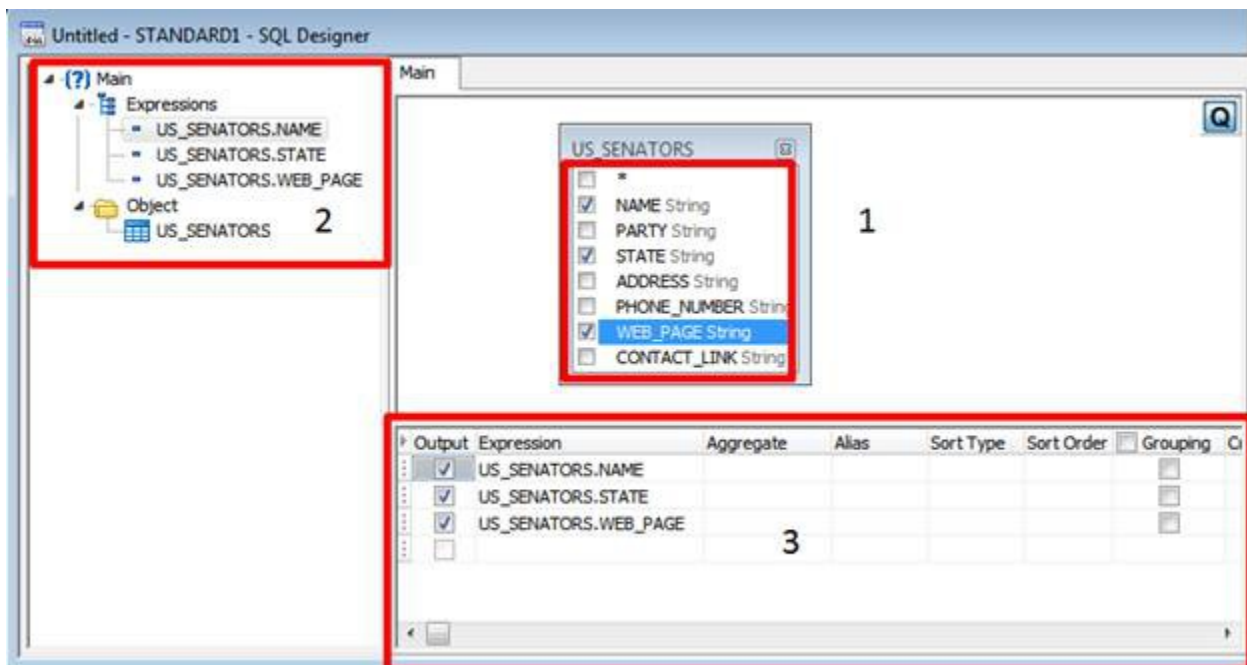 Untitled - STANDARD1 - SQL Designer
(?) Main
Expressions
US_SENATORS.NAME
US_SENATORS.STATE
US_SENATORS.WEB_PAGE
Object
US_SENATORS
2
Main
Q
US_SENATORS
*
NAME String
PARTY String
STATE String
ADDRESS String
PHONE_NUMBER String
WEB_PAGE String
CONTACT_LINK String
1
Output Expression Aggregate Alias Sort Type Sort Order Grouping
US_SENATORS.NAME
US_SENATORS.STATE
US_SENATORS.WEB_PAGE
3